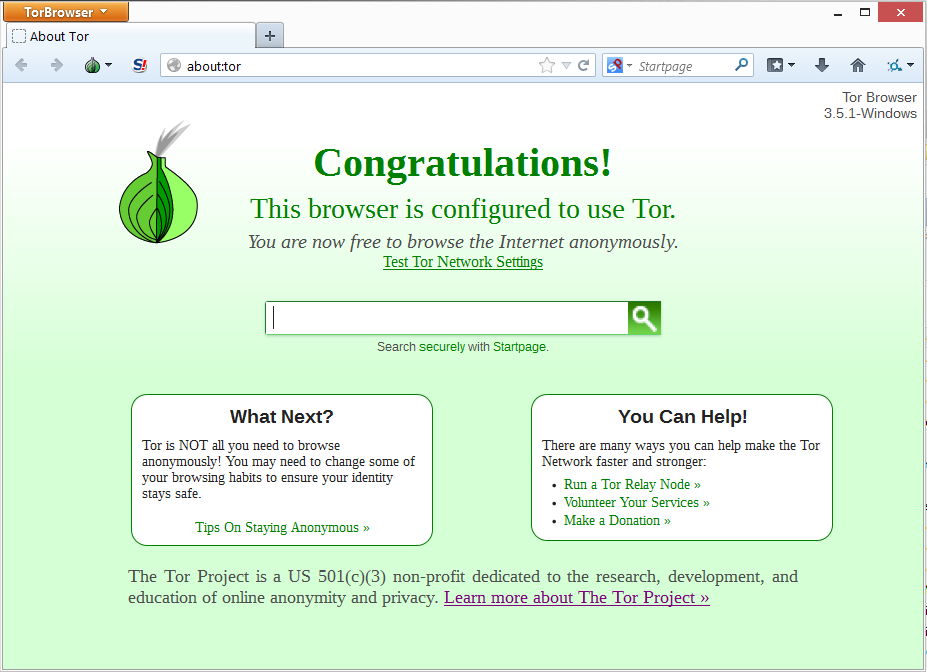 TorBrowser
About Tor
about:tor
Startpage
Tor Browser
3.5.1-Windows
Congratulations!
This browser is configured to use Tor.
You are now free to browse the Internet anonymously.
Test Tor Network Settings
Search securely with Startpage.
What Next?
Tor is NOT all you need to browse
anonymously! You may need to change some of
your browsing habits to ensure your identity
stays safe.
Tips On Staying Anonymous »
You Can Help!
There are many ways you can help make the Tor
Network faster and stronger:
• Run a Tor Relay Node »
• Volunteer Your Services »
• Make a Donation »
The Tor Project is a US 501(c)(3) non-profit dedicated to the research, development, and
education of online anonymity and privacy. Learn more about The Tor Project »